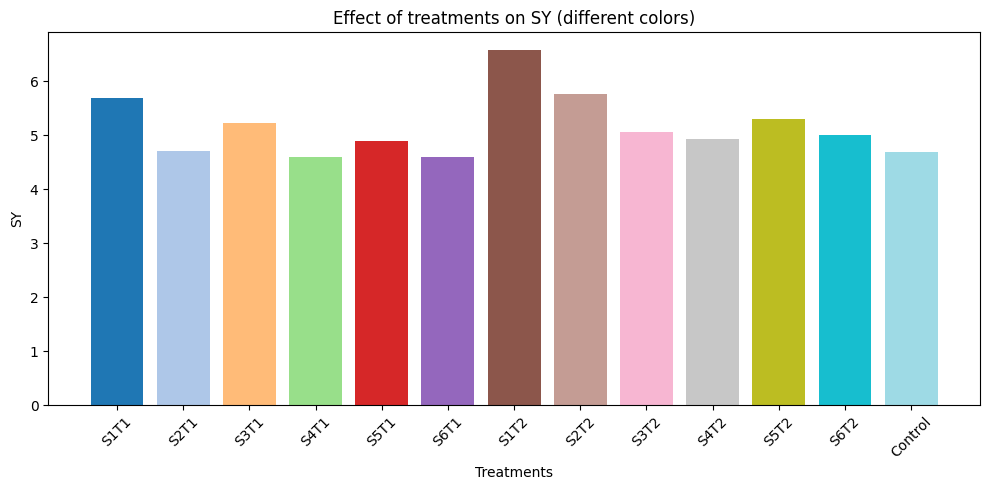 Effect of treatments on SY (different colors)
SY
6
5
4
3
2
1
0
S1T1
S2T1
S3T1
S4T1
S5T1
S6T1
S1T2
S2T2
S3T2
S4T2
S5T2
S6T2
Control
Treatments